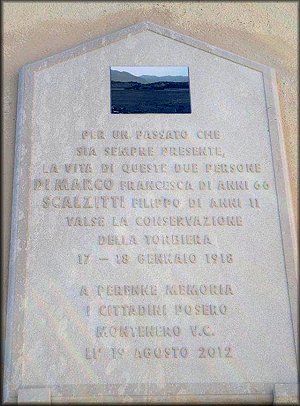 PER UN PASSATO CHE
SIA SEMPRE PRESENTE,
LA VITA DI QUESTE DUE PERSONE
DI MARCO FRANCESCA DI ANNI 66
SCALZITTI FILIPPO DI ANNI 11
VALSE LA CONSERVAZIONE
DELLA TORBIERA
17 – 18 GENNAIO 1918
A PERENNE MEMORIA
I CITTADINI POSERO
MONTENERO V.C.
LI' 19 AGOSTO 2012